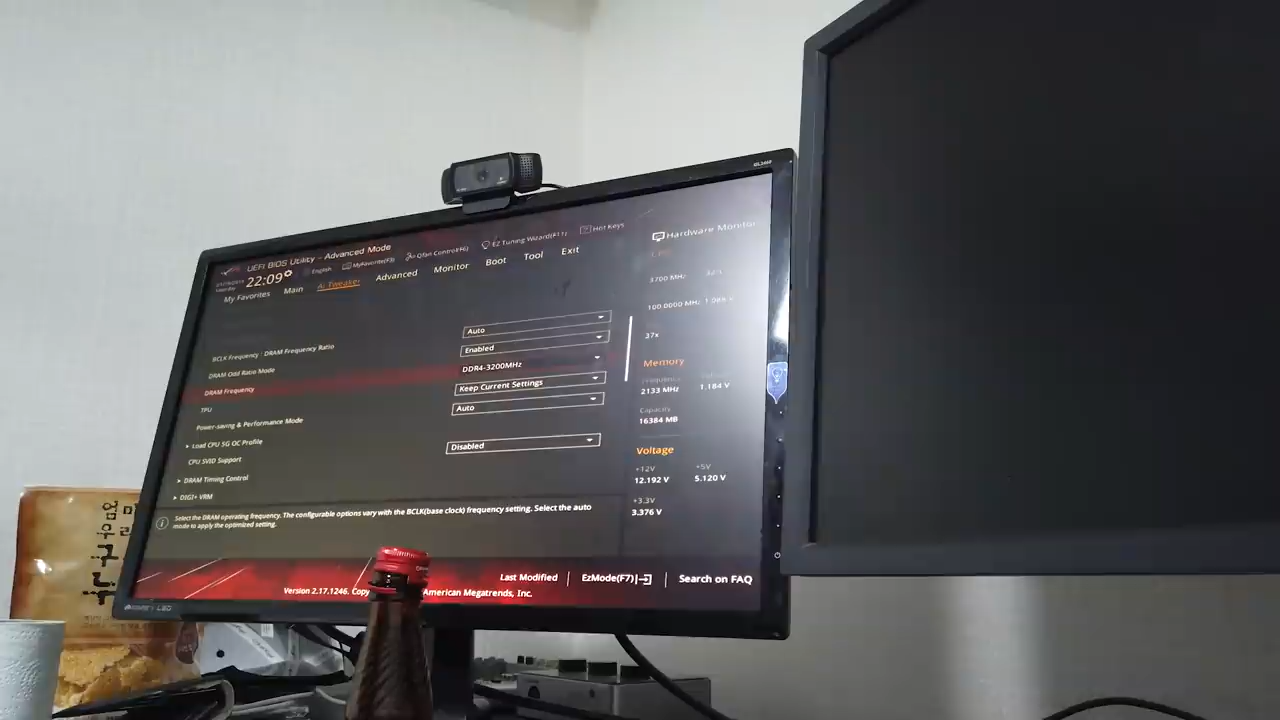 UEFI BIOS Utility - Advanced Mode
22:09
English
MyFavorite(F3)
Qfan Control(F6)
EZ Tuning Wizard(F11)
Hot Keys
My Favorites
Main
Ai Tweaker
Advanced
Monitor
Boot
Tool
Exit
Hardware Monitor
3700 MHz
100.0000 MHz
37x
BCLK Frequency : DRAM Frequency Ratio
Auto
DRAM Odd Ratio Mode
Enabled
DRAM Frequency
DDR4-3200MHz
TPU
Keep Current Settings
Power-saving & Performance Mode
Auto
Load CPU 5G OC Profile
CPU SVID Support
Disabled
DRAM Timing Control
DIGI+ VRM
Memory
Frequency
2133 MHz
1.184 V
Capacity
16384 MB
Voltage
+12V
+5V
12.192 V
5.120 V
+3.3V
3.376 V
Select the DRAM operating frequency. The configurable options vary with the BCLK(base clock) frequency setting. Select the auto
mode to apply the optimized setting.
Last Modified
EzMode(F7)
Search on FAQ
Version 2.17.1246. Copy
American Megatrends, Inc.